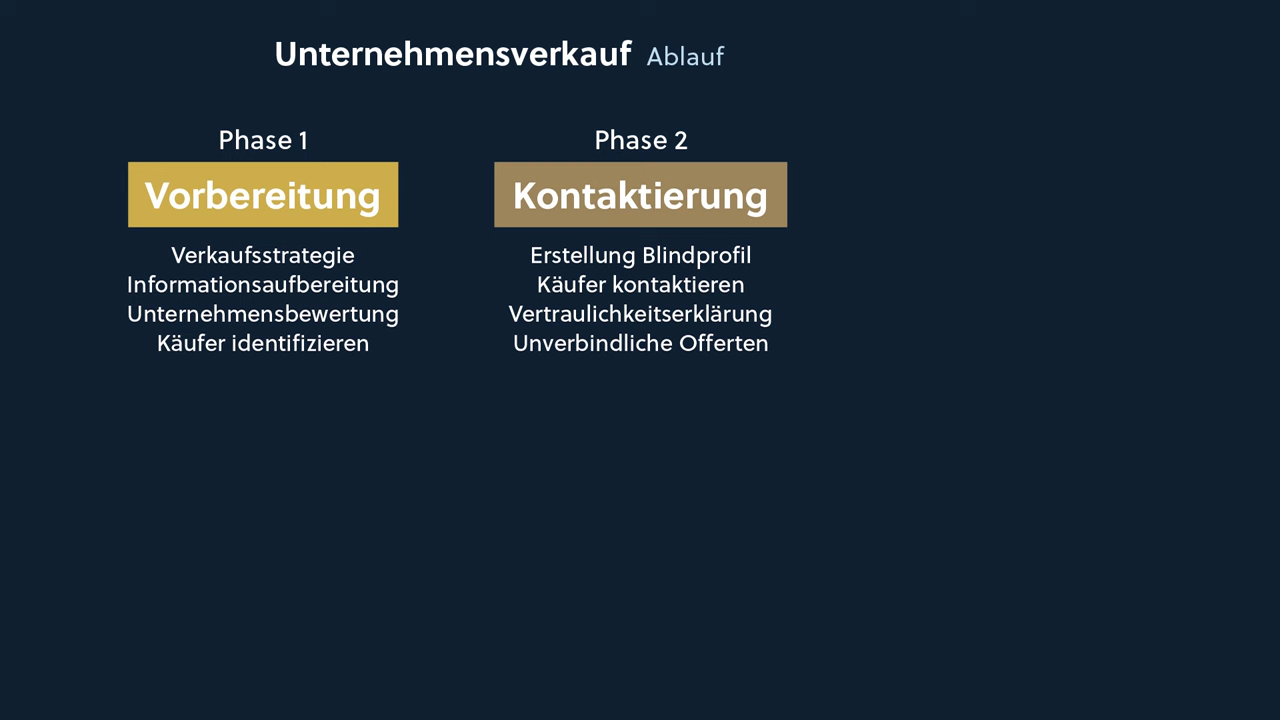 Unternehmensverkauf Ablauf
Phase 1
Vorbereitung
Verkaufsstrategie
Informationsaufbereitung
Unternehmensbewertung
Käufer identifizieren
Phase 2
Kontaktierung
Erstellung Blindprofil
Käufer kontaktieren
Vertraulichkeitserklärung
Unverbindliche Offerten